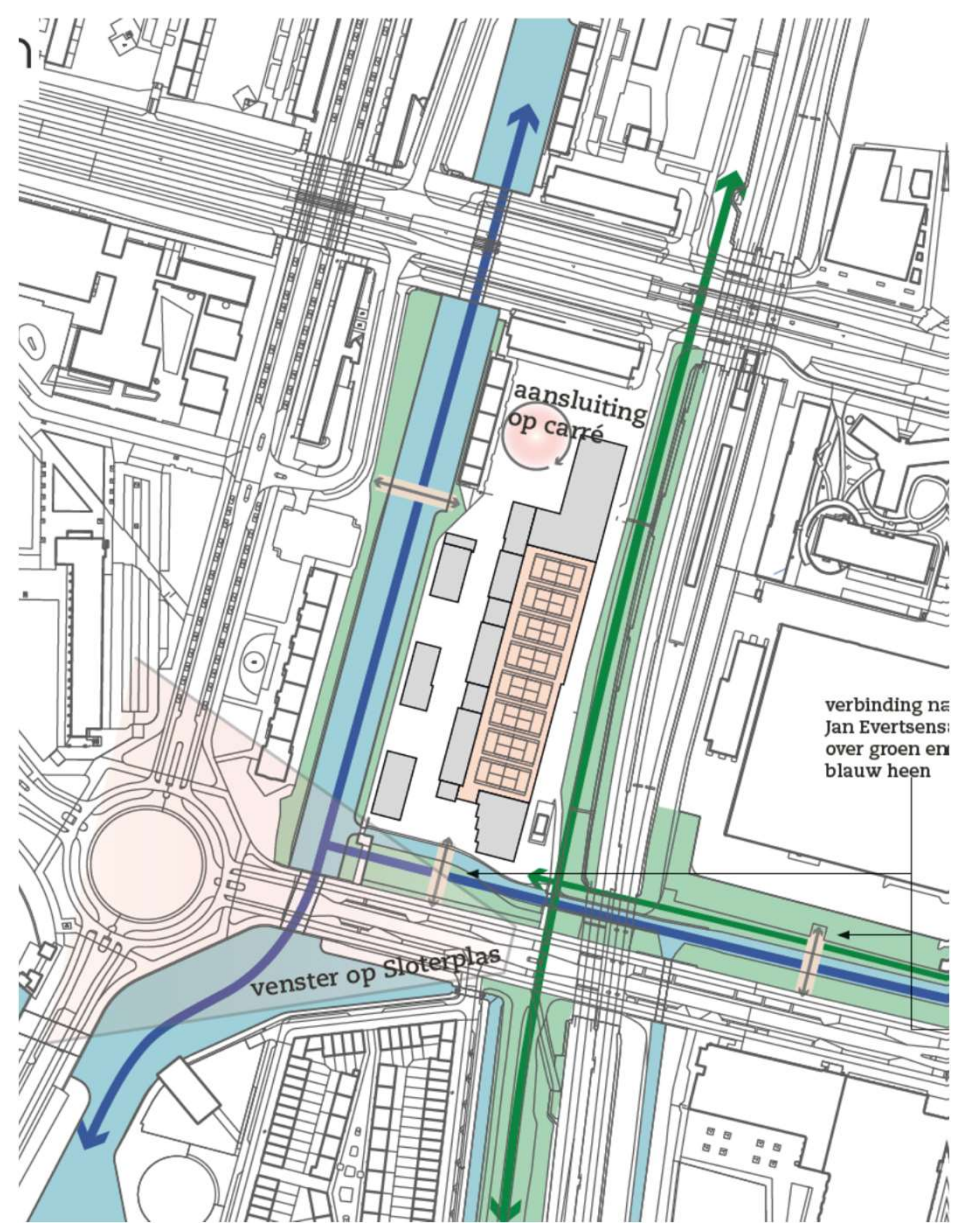 n
aansluiting
op carré
verbinding na
Jan Evertsens
over groen en
blauw heen
venster op Sloterplas